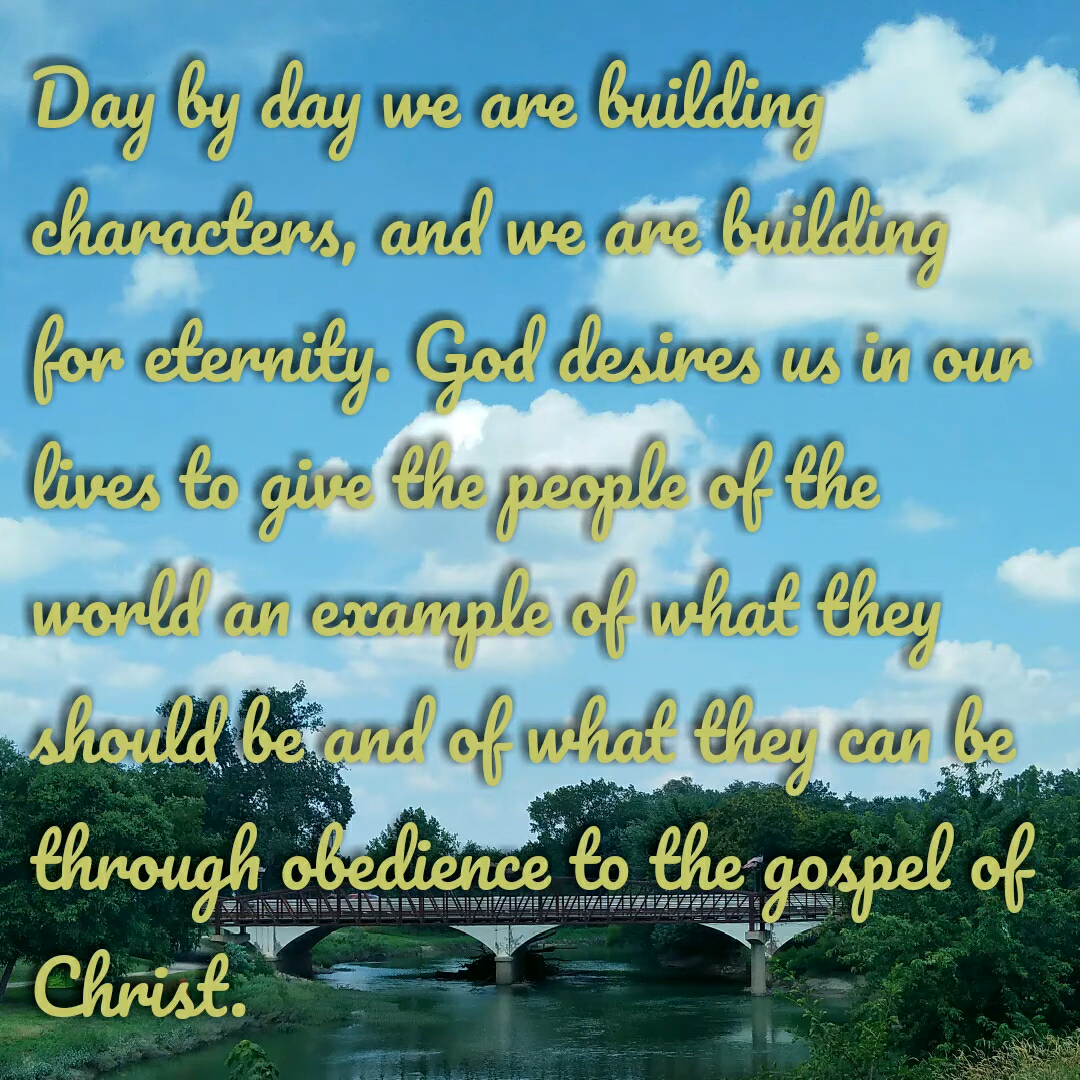 Day by day we are building
characters, and we are building
for eternity. God desires us in our
lives to give the people of the
world an example of what they
should be and of what they can be
through obedience to the gospel of
Christ.